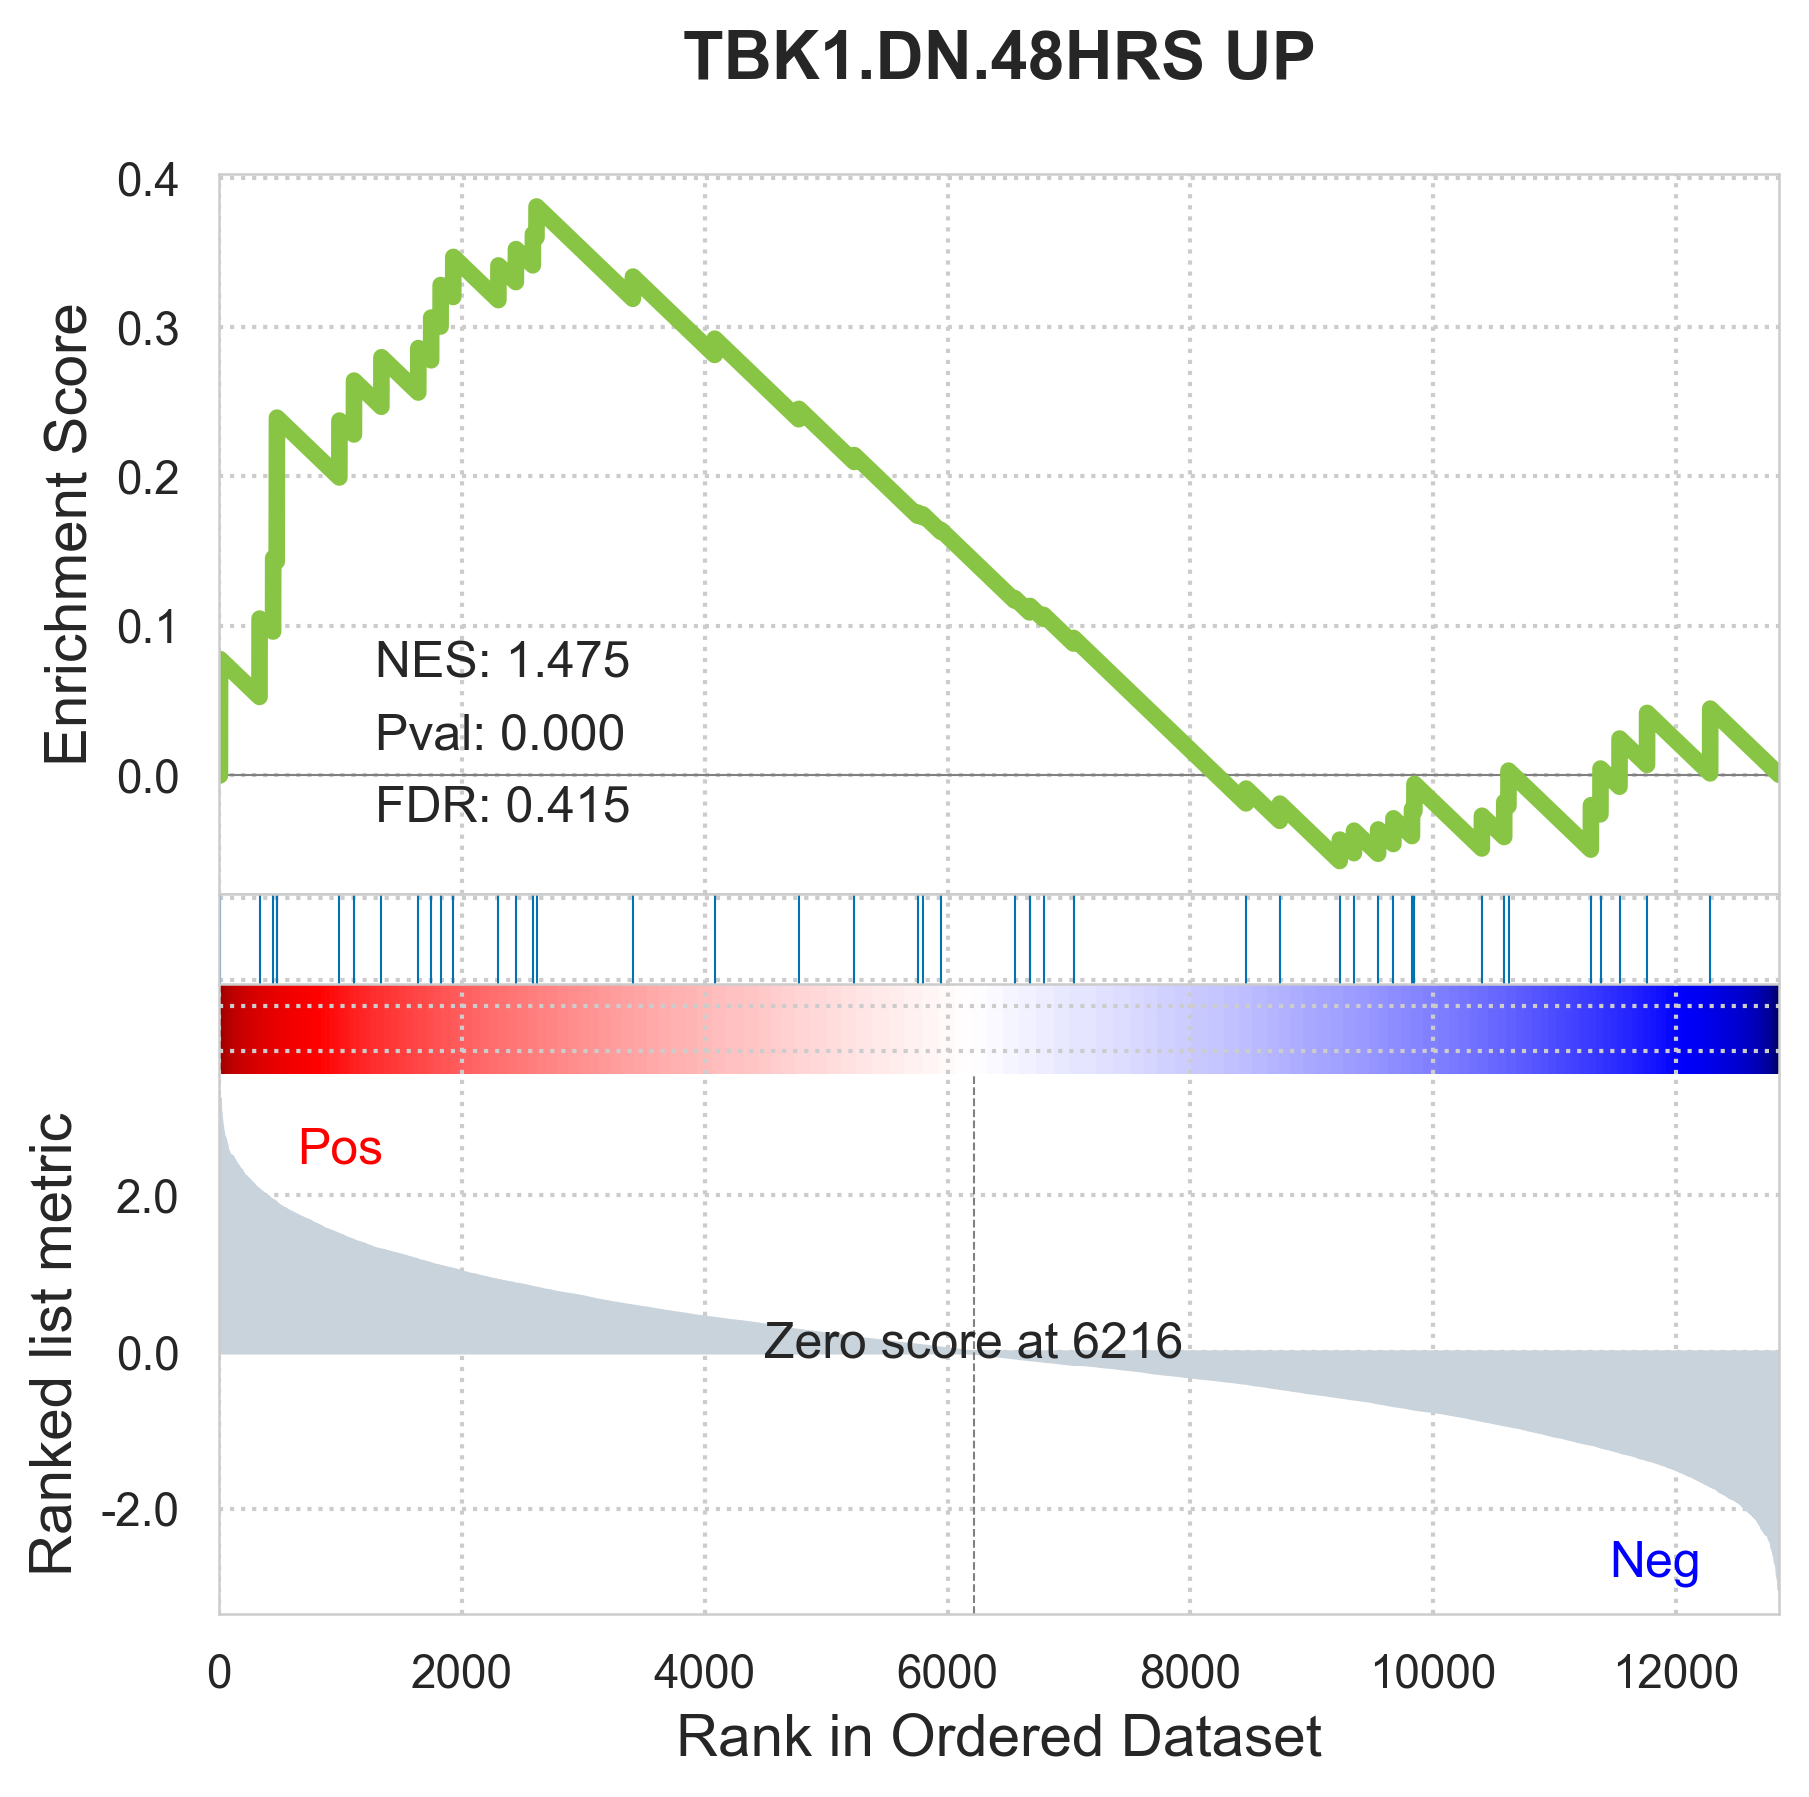 TBK1.DN.48HRS UP
Enrichment Score
0.4
0.3
0.2
0.1
0.0
NES: 1.475
Pval: 0.000
FDR: 0.415
Ranked list metric
Pos
2.0
0.0
-2.0
Zero score at 6216
Neg
0 2000 4000 6000 8000 10000 12000
Rank in Ordered Dataset